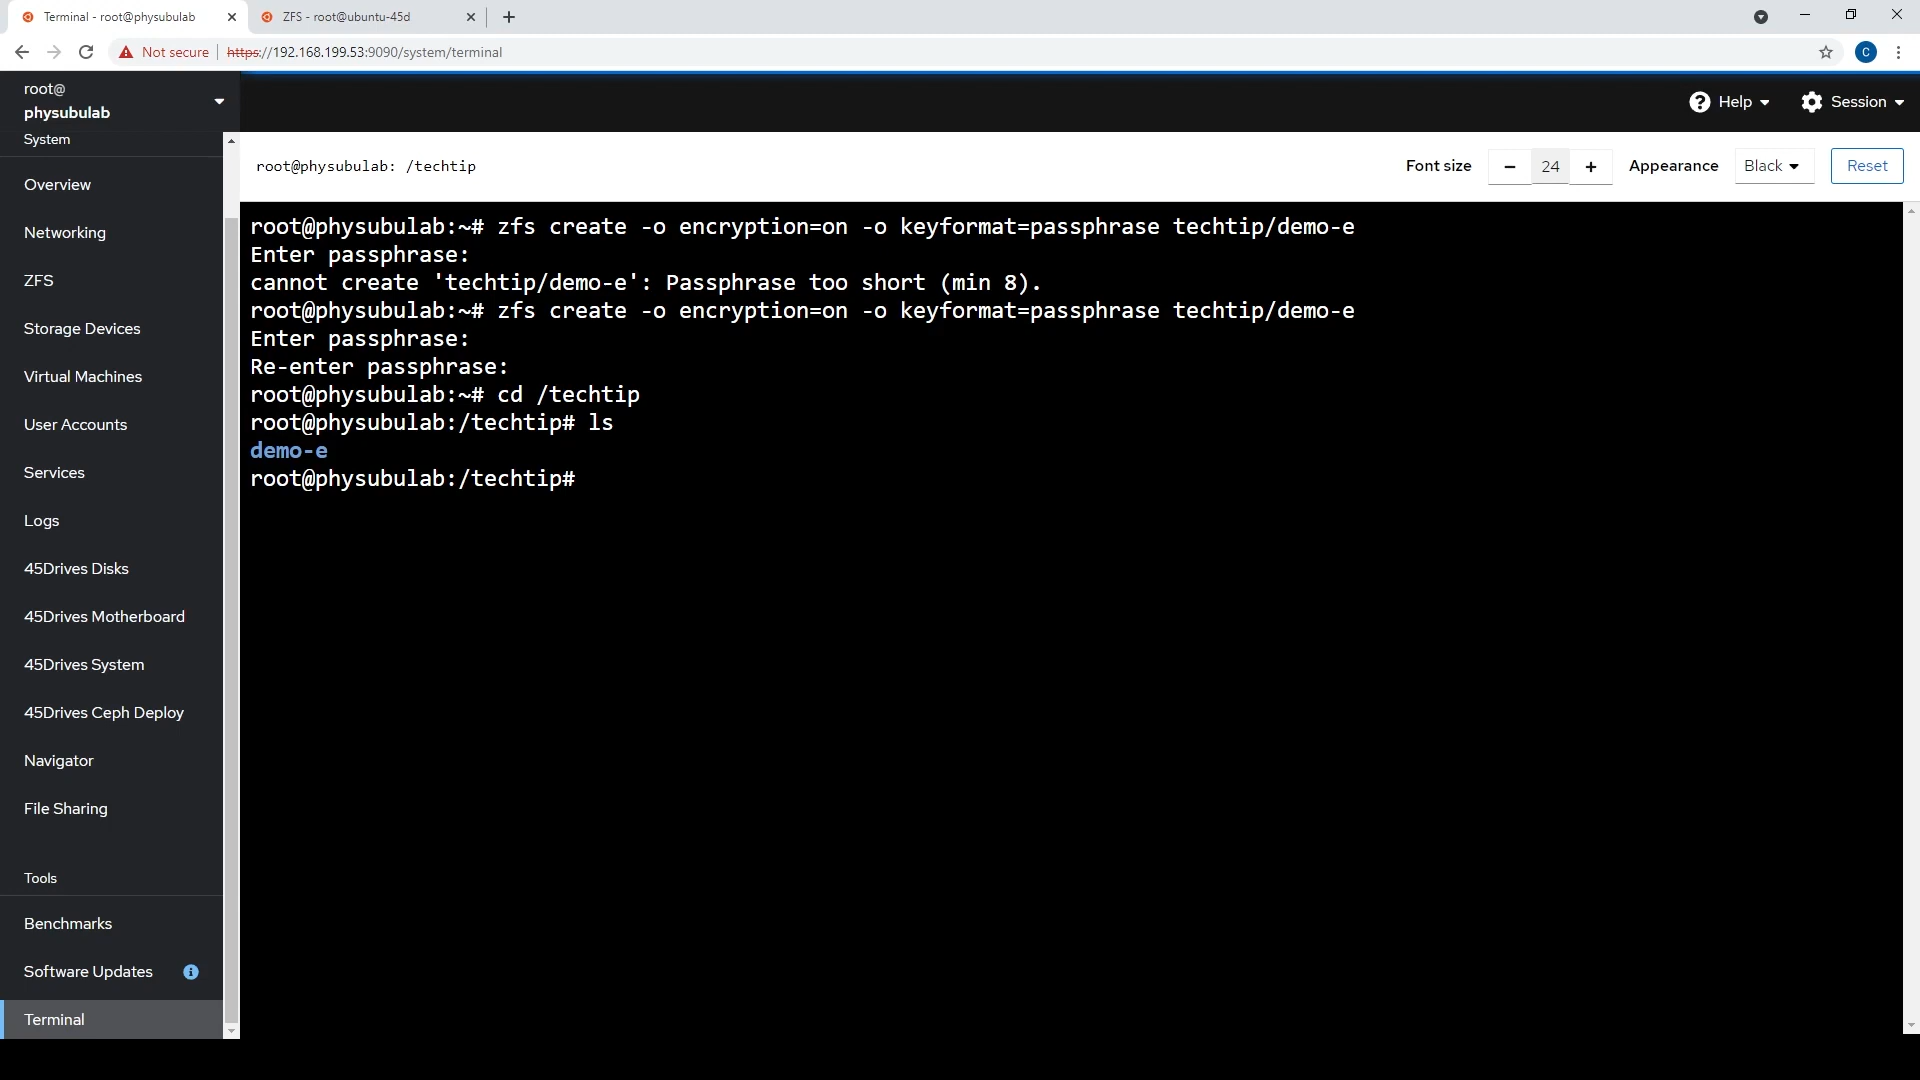 Terminal - root@physubulab
ZFS - root@ubuntu-45d
Not secure
https://192.168.199.53:9090/system/terminal
C
root@
physubulab
Help
Session
System
Overview
Networking
ZFS
Storage Devices
Virtual Machines
User Accounts
Services
Logs
45Drives Disks
45Drives Motherboard
45Drives System
45Drives Ceph Deploy
Navigator
File Sharing
Tools
Benchmarks
Software Updates
Terminal
root@physubulab: /techtip
Font size
24
Appearance
Black
Reset
root@physubulab:~# zfs create -o encryption=on -o keyformat=passphrase techtip/demo-e
Enter passphrase:
cannot create 'techtip/demo-e': Passphrase too short (min 8).
root@physubulab:~# zfs create -o encryption=on -o keyformat=passphrase techtip/demo-e
Enter passphrase:
Re-enter passphrase:
root@physubulab:~# cd /techtip
root@physubulab:/techtip# ls
demo-e
root@physubulab:/techtip#